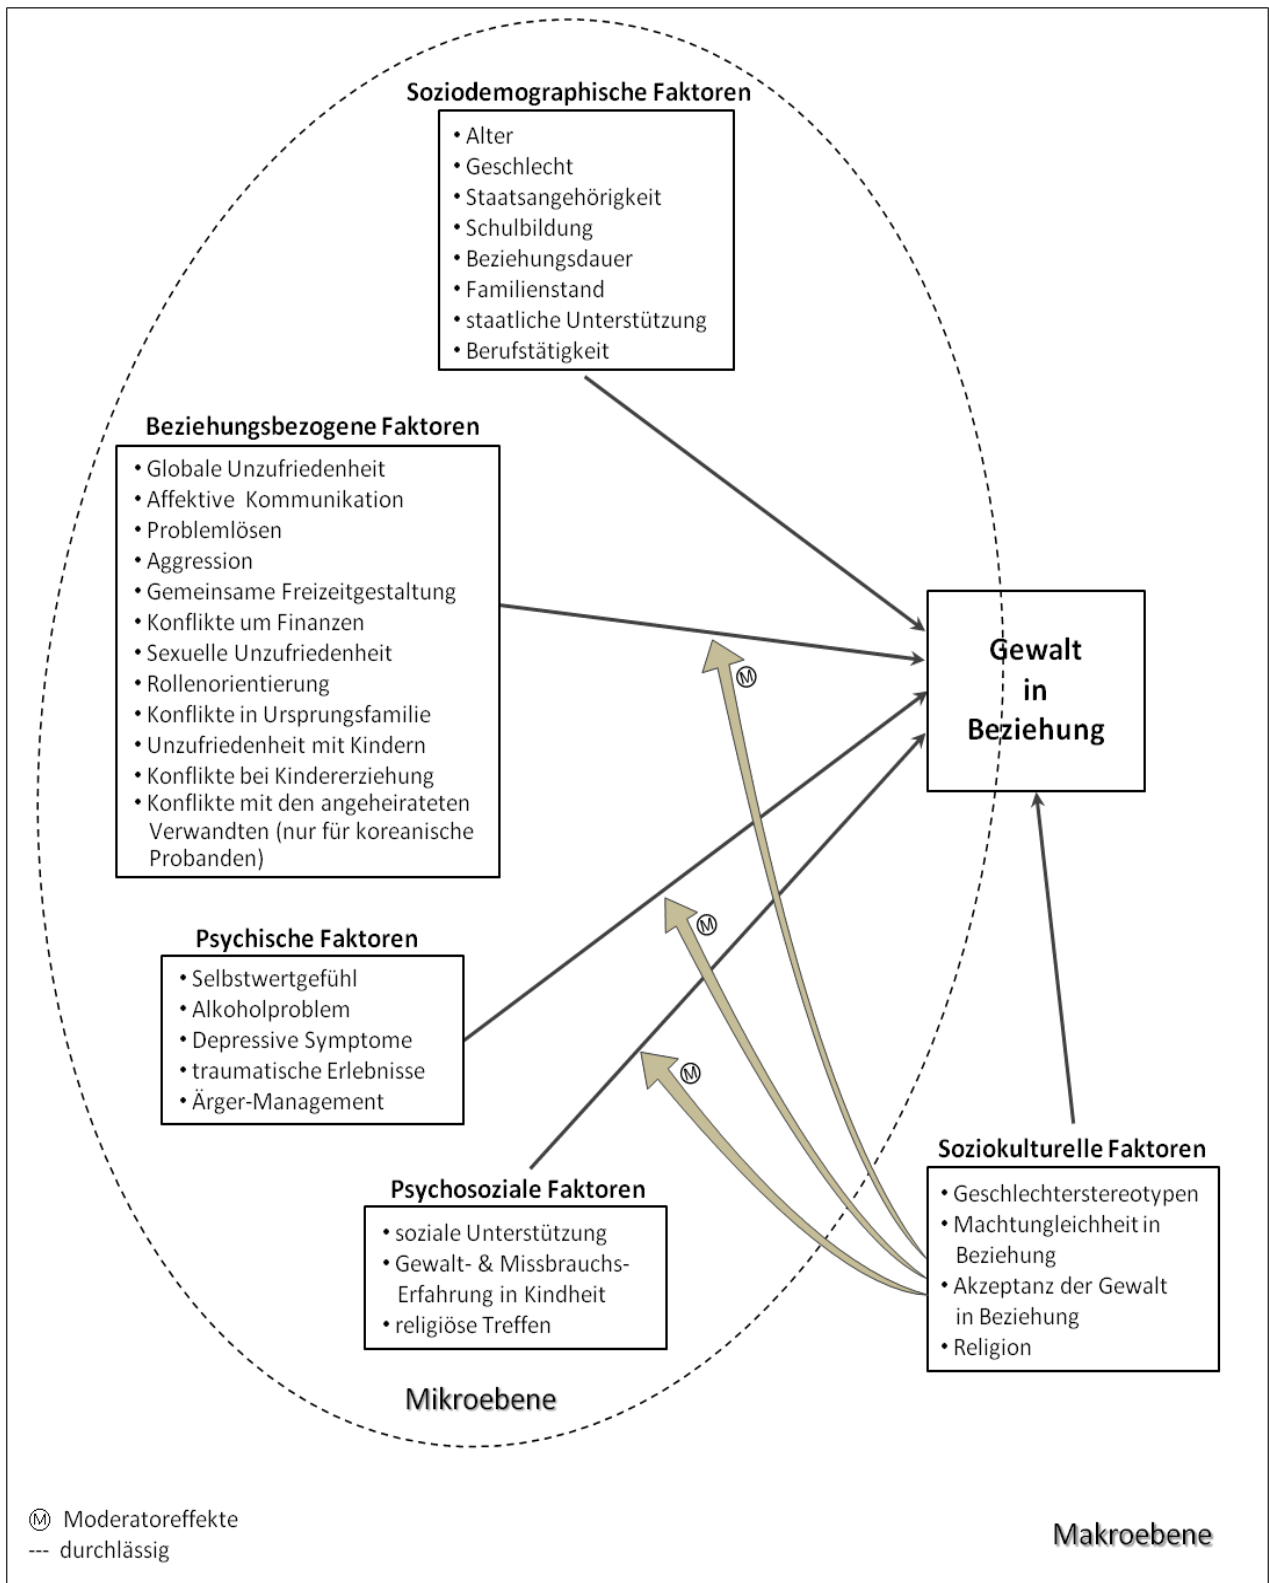 Soziodemographische Faktoren
• Alter
• Geschlecht
• Staatsangehörigkeit
• Schulbildung
• Beziehungsdauer
• Familienstand
• staatliche Unterstützung
• Berufstätigkeit
Beziehungsbezogene Faktoren
• Globale Unzufriedenheit
• Affektive Kommunikation
• Problemlösen
• Aggression
• Gemeinsame Freizeitgestaltung
• Konflikte um Finanzen
• Sexuelle Unzufriedenheit
• Rollenorientierung
• Konflikte in Ursprungsfamilie
• Unzufriedenheit mit Kindern
• Konflikte bei Kindererziehung
• Konflikte mit den angeheirateten
Verwandten (nur für koreanische
Probanden)
Gewalt
in
Beziehung
Ⓜ
Ⓜ
Ⓜ
Psychische Faktoren
• Selbstwertgefühl
• Alkoholproblem
• Depressive Symptome
• traumatische Erlebnisse
• Ärger-Management
Psychosoziale Faktoren
• soziale Unterstützung
• Gewalt- & Missbrauchs-
Erfahrung in Kindheit
• religiöse Treffen
Soziokulturelle Faktoren
• Geschlechterstereotypen
• Machtungleichheit in
Beziehung
• Akzeptanz der Gewalt
in Beziehung
• Religion
Mikroebene
Ⓜ Moderatoreffekte
--- durchlässig
Makroebene